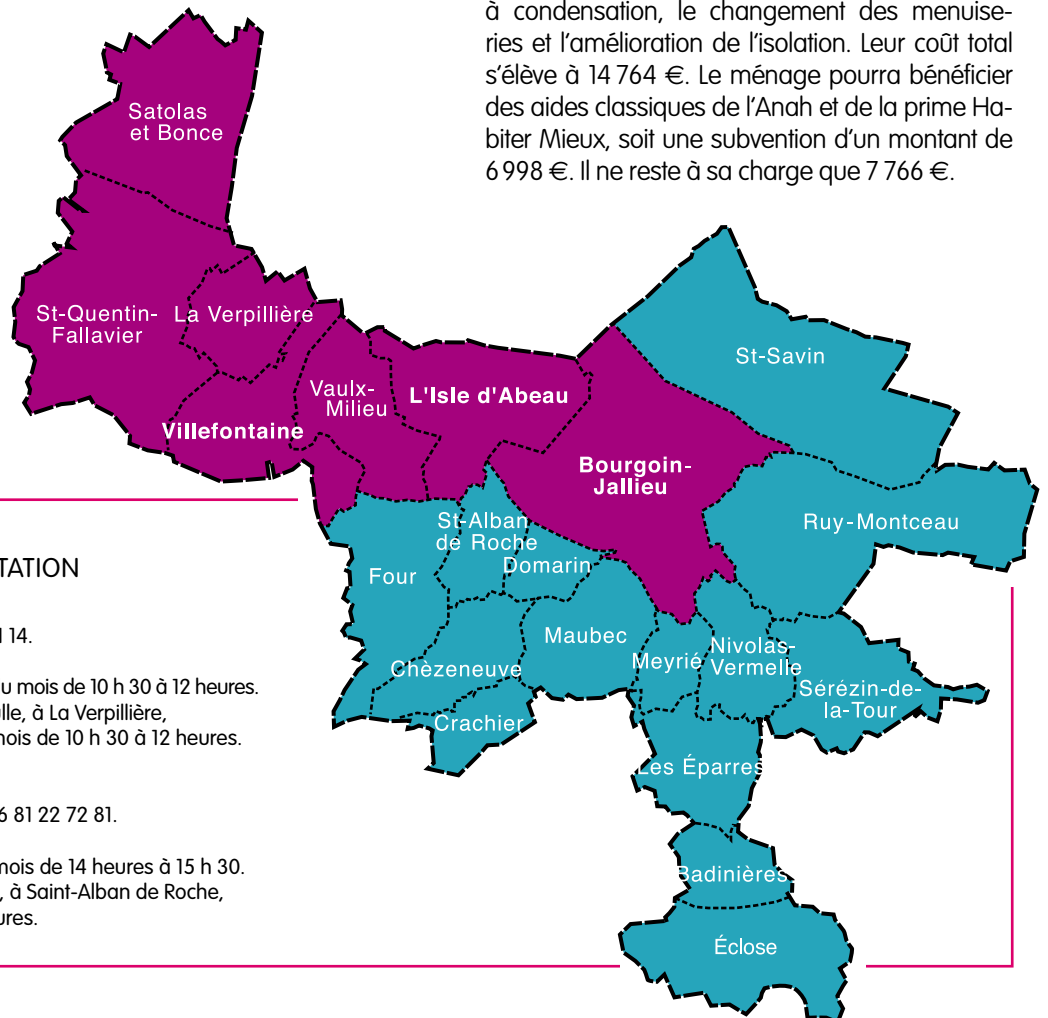 à condensation, le changement des menuise-
ries et l'amélioration de l'isolation. Leur coût total
s'élève à 14 764 €. Le ménage pourra bénéficier
des aides classiques de l'Anah et de la prime Ha-
biter Mieux, soit une subvention d'un montant de
6 998 €. Il ne reste à sa charge que 7 766 €.
Satolas
et Bonce
St-Quentin-
Fallavier
La Verpillière
Vaulx-
Milieu
L'Isle d'Abeau
Villefontaine
St-Savin
Bourgoin-
Jallieu
Ruy-Montceau
St-Alban
de Roche
Domarin
Four
Maubec
Chèzeneuve
Meyrié
Nivolas-
Vermelle
Sérézin-de-
la-Tour
Crachier
Les Éparres
Badinières
Éclose
TATION
14.
u mois de 10 h 30 à 12 heures.
ulle, à La Verpillière,
mois de 10 h 30 à 12 heures.
6 81 22 72 81.
mois de 14 heures à 15 h 30.
, à Saint-Alban de Roche,
ures.